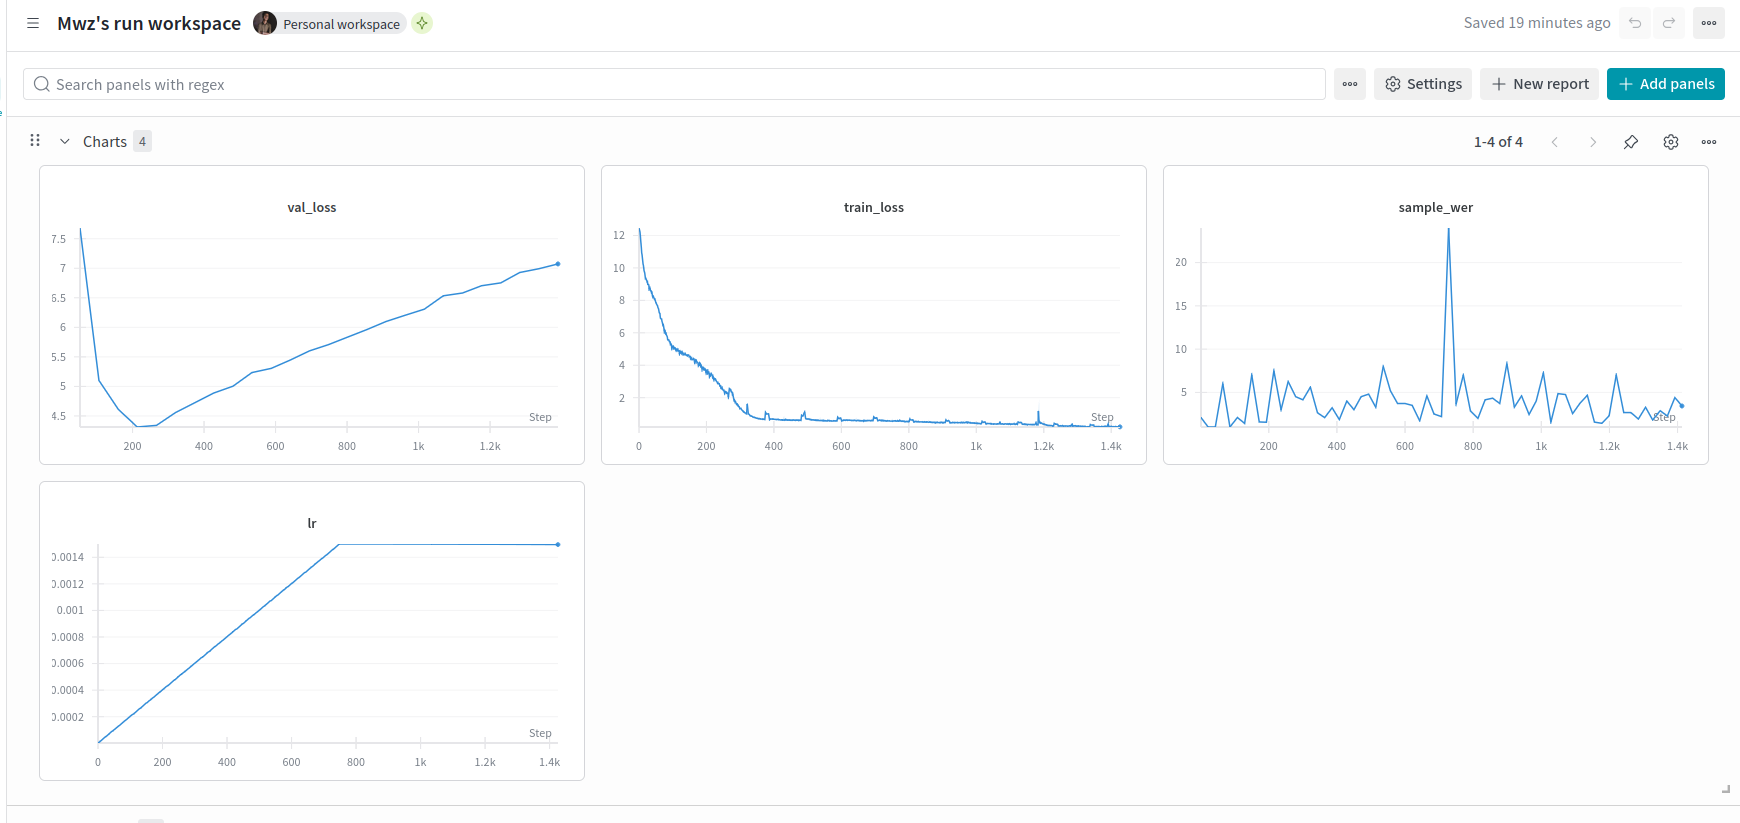 Mwz's run workspace Personal workspace Saved 19 minutes ago
Search panels with regex Settings New report Add panels
Charts 4 1-4 of 4
val_loss
7.5
7
6.5
6
5.5
5
4.5
Step
200 400 600 800 1k 1.2k
train_loss
12
10
8
6
4
2
Step
0 200 400 600 800 1k 1.2k 1.4k
sample_wer
20
15
10
5
Step
200 400 600 800 1k 1.2k 1.4k
lr
0.0014
0.0012
0.001
0.0008
0.0006
0.0004
0.0002
Step
0 200 400 600 800 1k 1.2k 1.4k